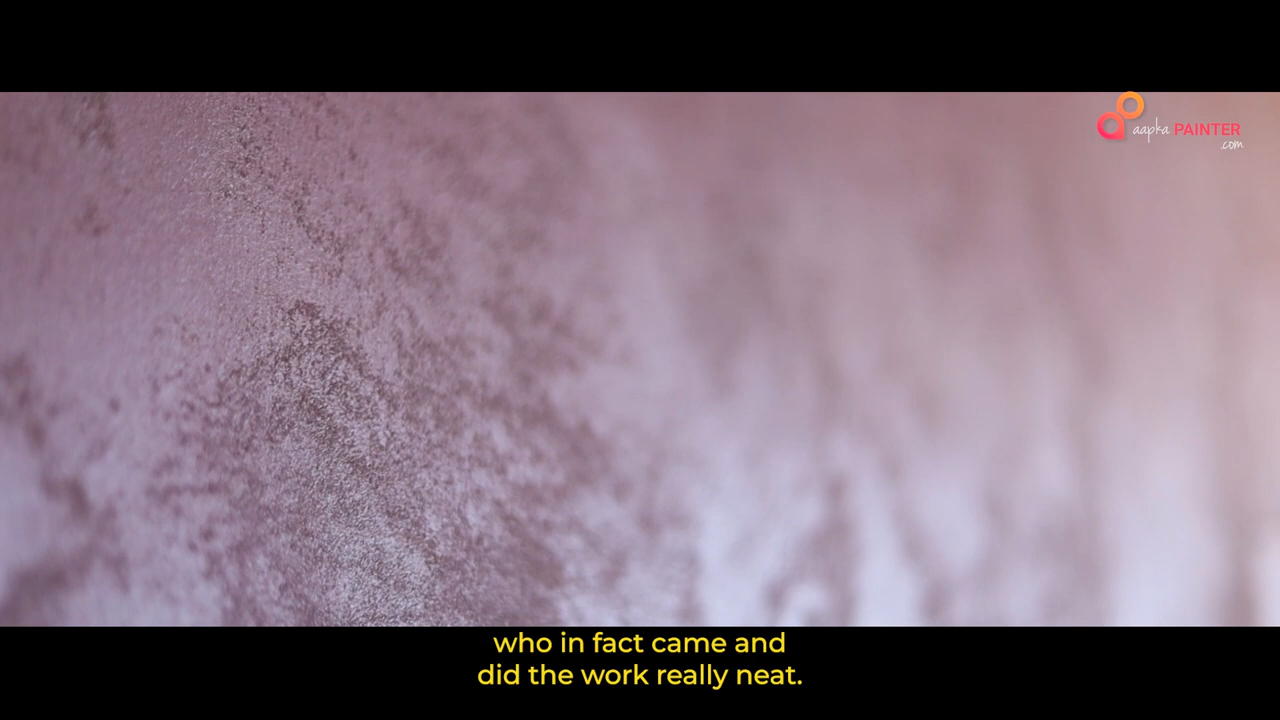 aapka PAINTER
.com
who in fact came and
did the work really neat.